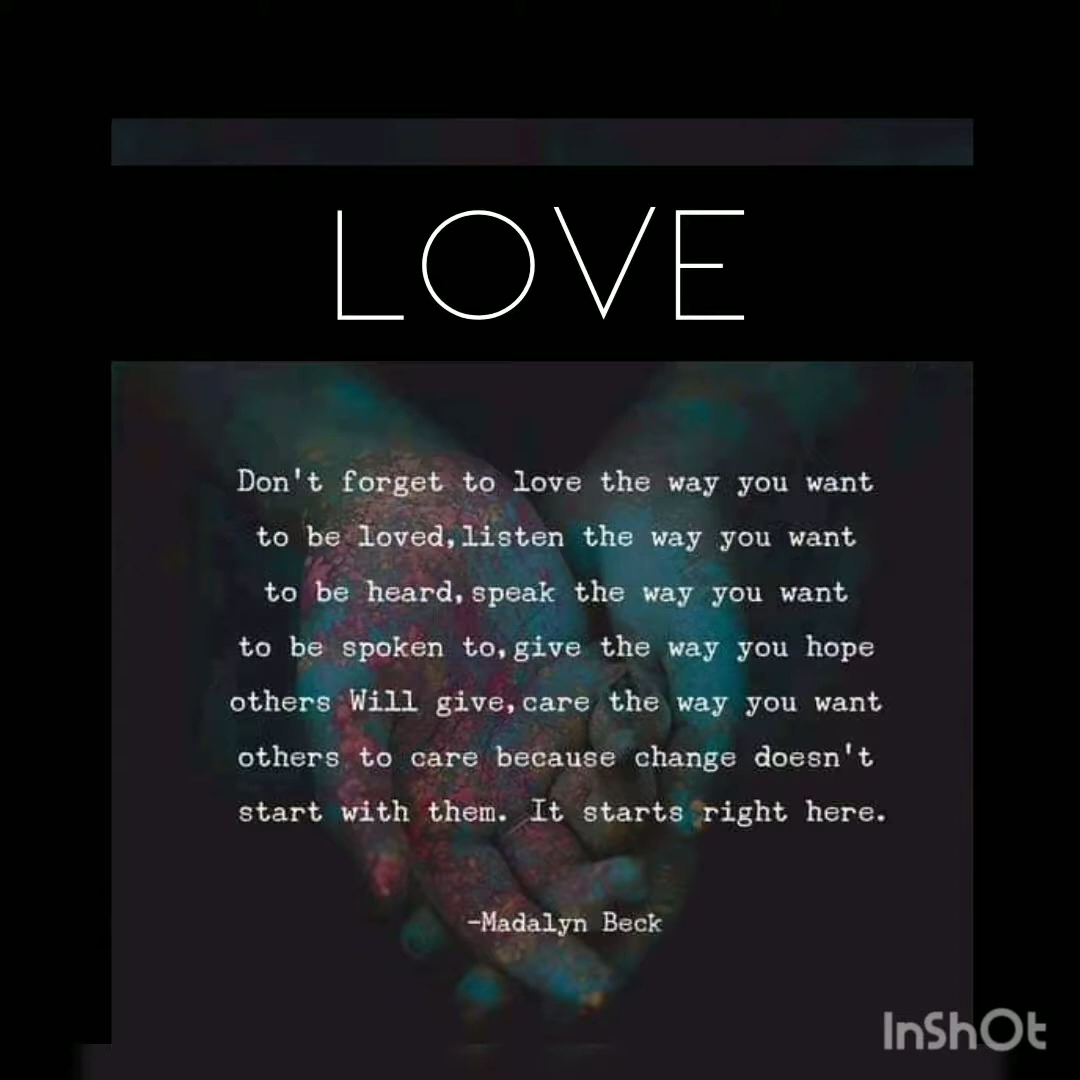 LOVE
Don't forget to love the way you want
to be loved,listen the way you want
to be heard,speak the way you want
to be spoken to,give the way you hope
others Will give,care the way you want
others to care because change doesn't
start with them. It starts right here.
-Madalyn Beck
InShOt